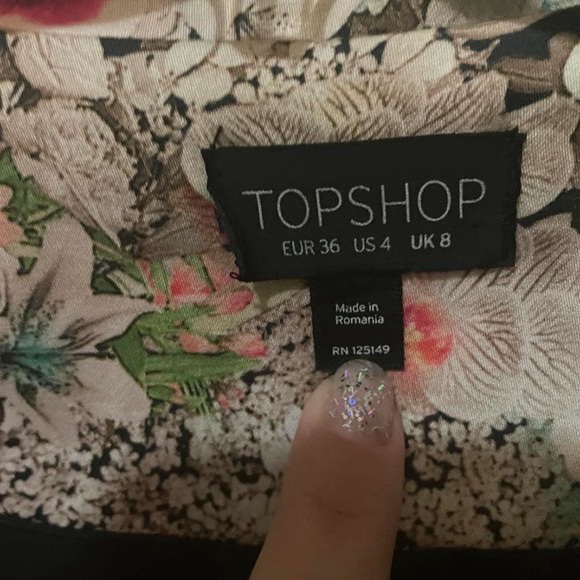 TOPSHOP
EUR 36 US 4 UK 8
Made in
Romania
RN 125149